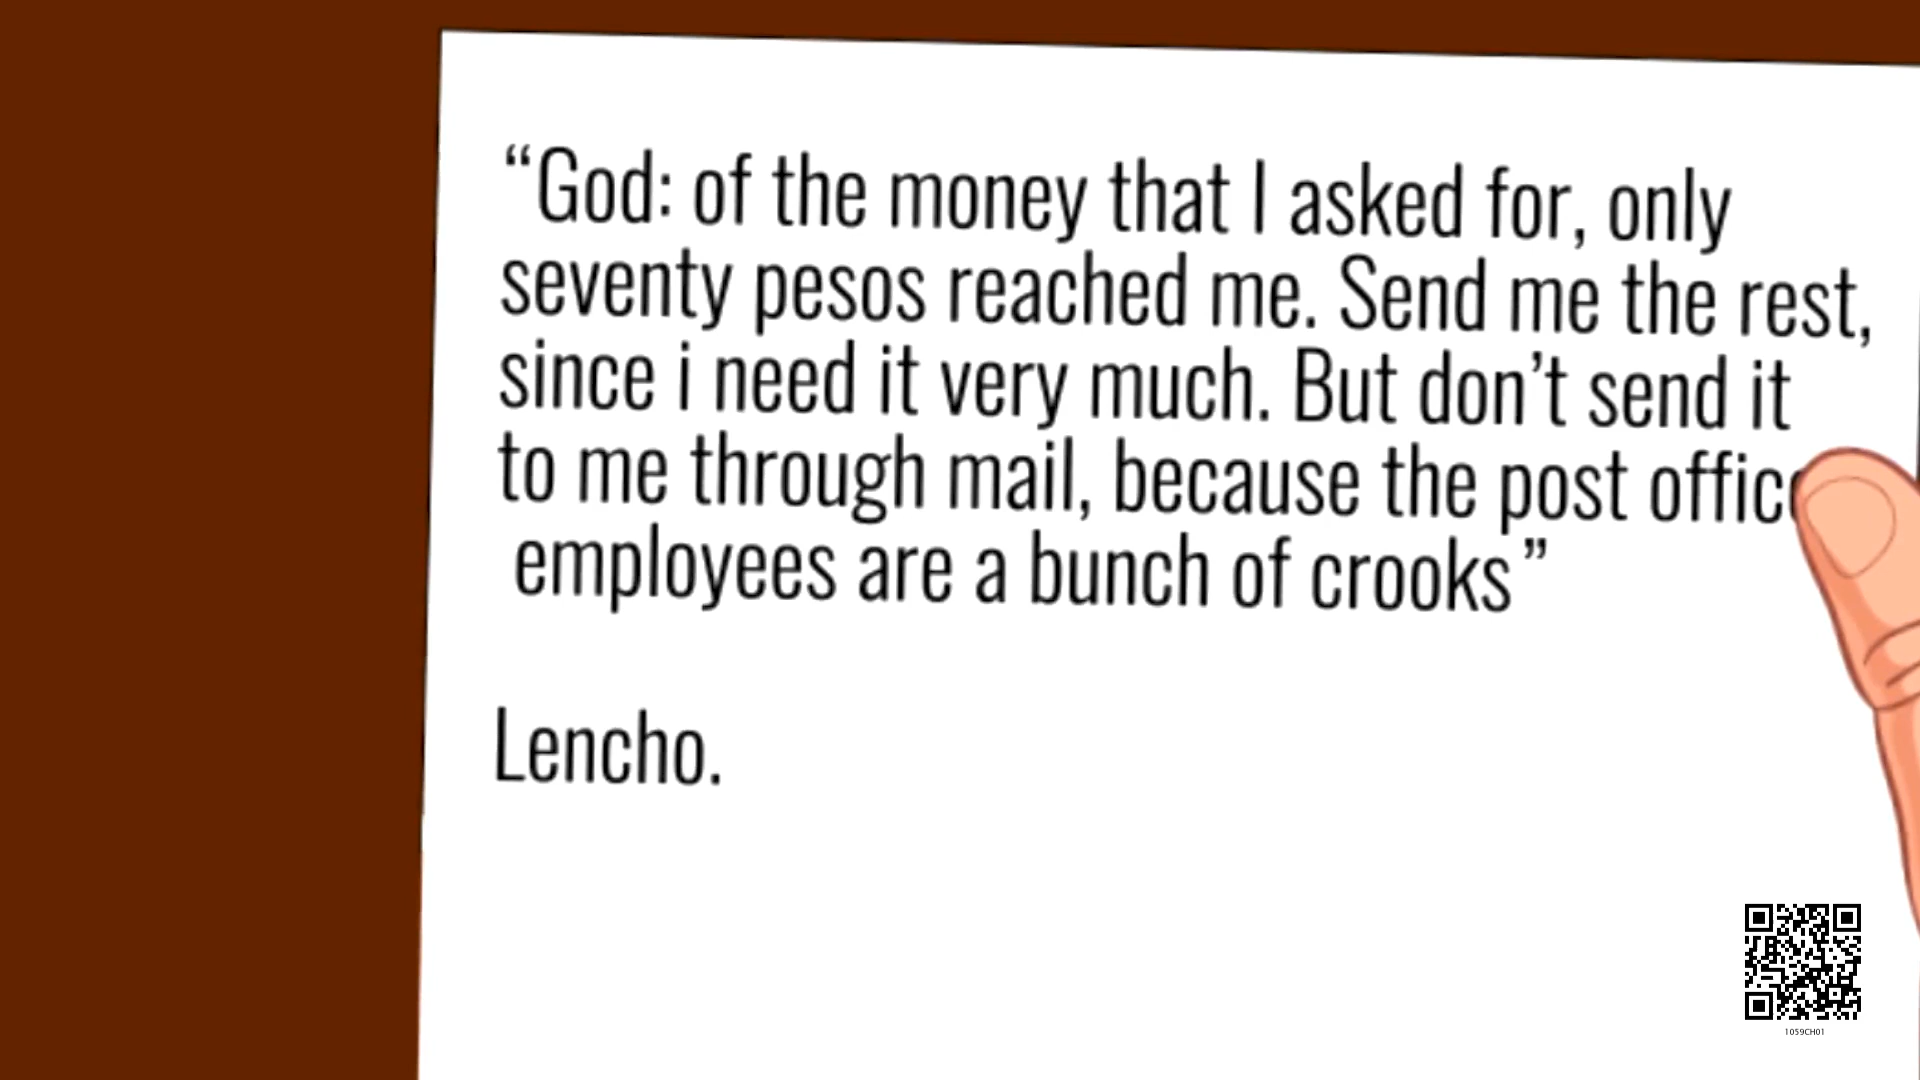 “God: of the money that I asked for, only
seventy pesos reached me. Send me the rest,
since i need it very much. But don’t send it
to me through mail, because the post office
employees are a bunch of crooks”
Lencho.
1059CH01